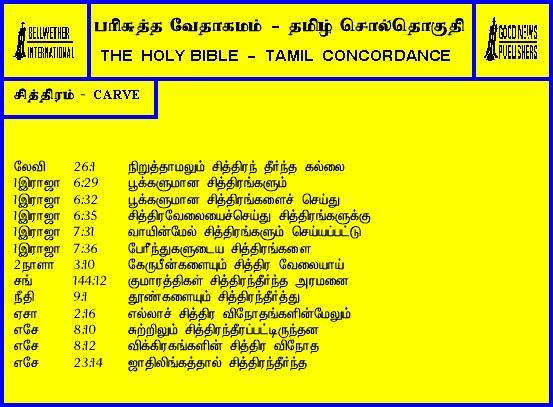 BELLWETHER
INTERNATIONAL
பரிசுத்த வேதாகமம் - தமிழ் சொல்தொகுதி
THE HOLY BIBLE - TAMIL CONCORDANCE
GOOD NEWS
PUBLISHERS
சித்திரம் - CARVE
லேவி 26:1 நிறுத்தாமலும் சித்திரந் தீர்ந்த கல்லை
1இராஜா 6:29 பூக்களுமான சித்திரங்களும்
1இராஜா 6:32 பூக்களுமான சித்திரங்களைச் செய்து
1இராஜா 6:35 சித்திரவேலையைச்செய்து சித்திரங்களுக்கு
1இராஜா 7:31 வாயின்மேல் சித்திரங்களும் செய்யப்பட்டு
1இராஜா 7:36 பேரீந்துகளுடைய சித்திரங்களை
2நாளா 3:10 கேருபீன்களையும் சித்திர வேலையாய்
சங் 144:12 குமாரத்திகள் சித்திரந்தீர்ந்த அரமனை
நீதி 9:1 தூண்களையும் சித்திரந்தீர்த்து
ஏசா 2:16 எல்லாச் சித்திர விநோதங்களின்மேலும்
எசே 8:10 சுற்றிலும் சித்திரந்தீரப்பட்டிருந்தன
எசே 8:12 விக்கிரகங்களின் சித்திர விநோத
எசே 23:14 ஜாதிலிங்கத்தால் சித்திரந்தீர்ந்த